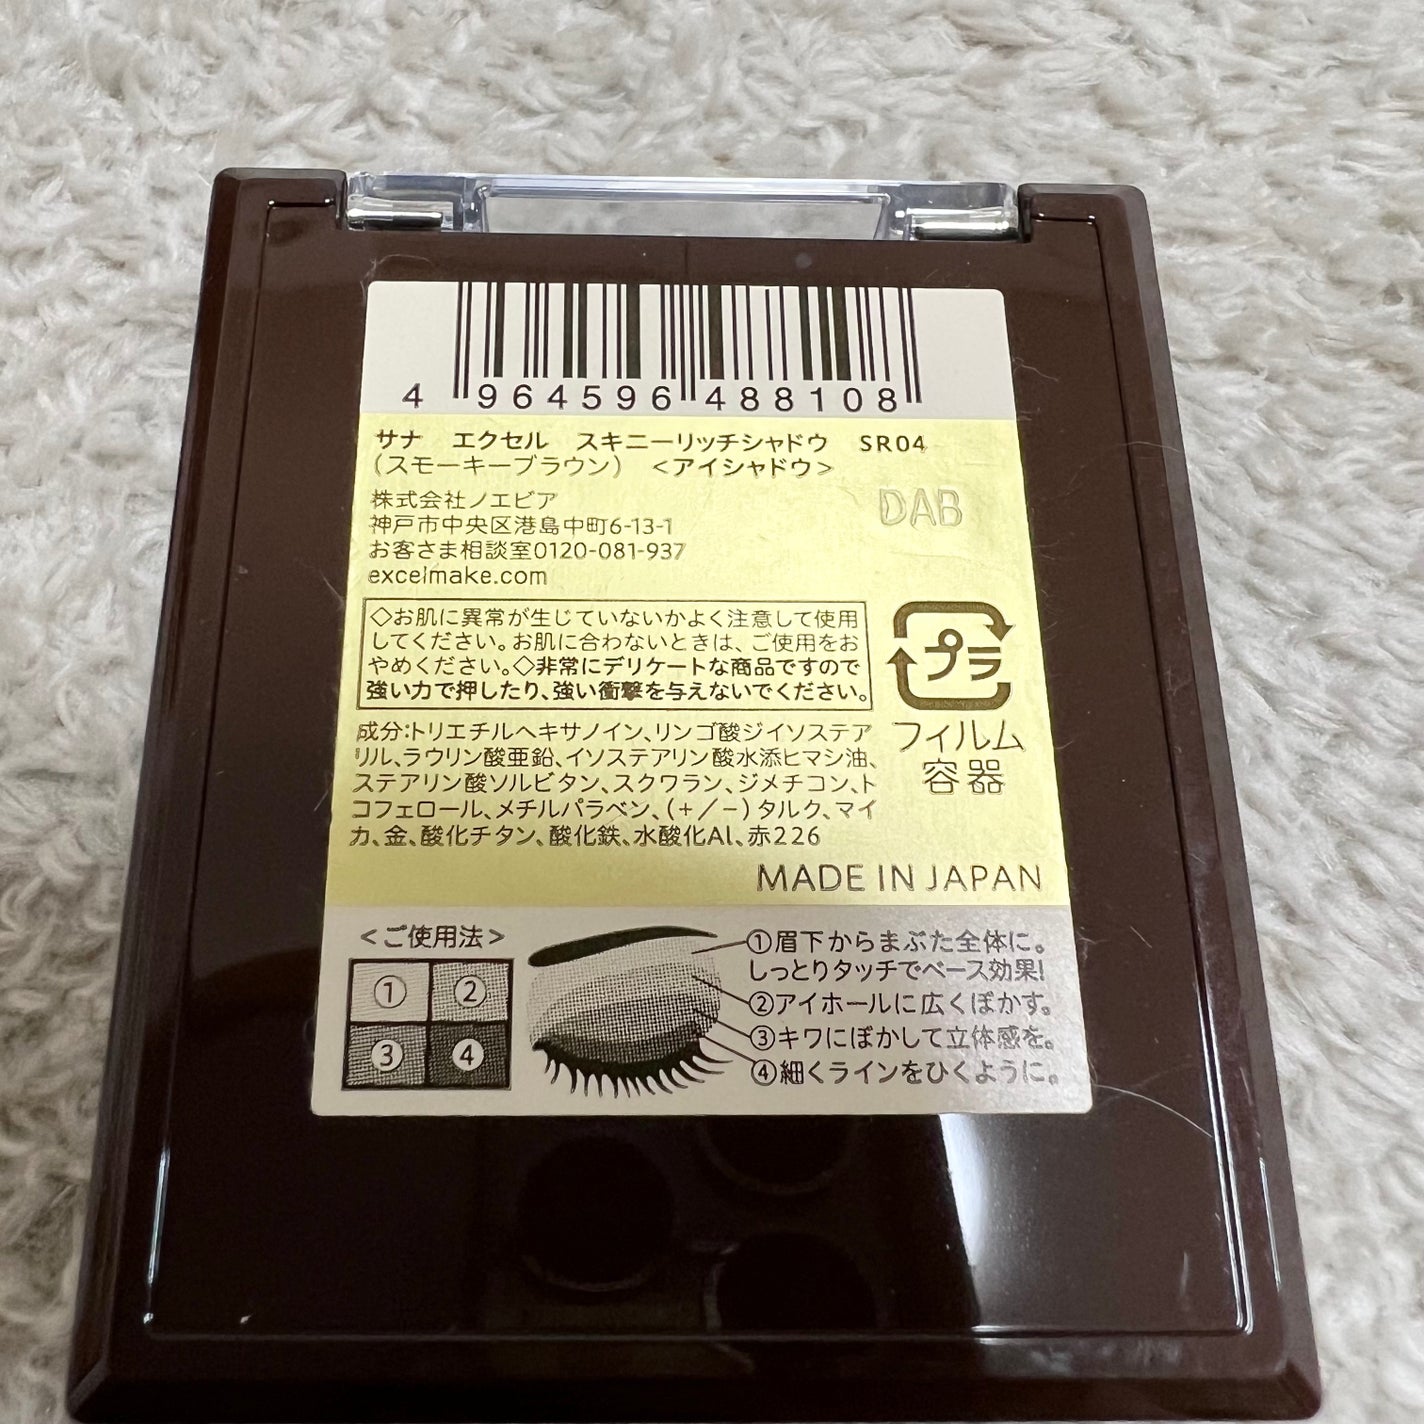 4 964596 488108
サナ エクセル スキニーリッチシャドウ SR04
（スモーキーブラウン） ＜アイシャドウ＞
株式会社ノエビア
神戸市中央区港島中町6-13-1
お客さま相談室0120-081-937
excelmake.com
DAB
◇お肌に異常が生じていないかよく注意して使用
してください。お肌に合わないときは、ご使用をお
やめください。◇非常にデリケートな商品ですので
強い力で押したり、強い衝撃を与えないでください。
プラ
フィルム
容器
成分:トリエチルヘキサノイン、リンゴ酸ジイソステア
リル、ラウリン酸亜鉛、イソステアリン酸水添ヒマシ油、
ステアリン酸ソルビタン、スクワラン、ジメチコン、ト
コフェロール、メチルパラベン、（+／−）タルク、マイ
カ、金、酸化チタン、酸化鉄、水酸化Al、赤226
MADE IN JAPAN
＜ご使用法＞
① ②
③ ④
①眉下からまぶた全体に。
しっとりタッチでベース効果!
②アイホールに広くぼかす。
③キワにぼかして立体感を。
④細くラインをひくように。